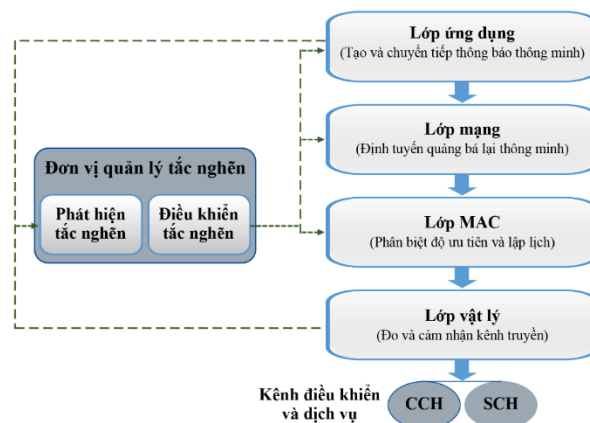 Lớp ứng dụng
(Tạo và chuyển tiếp thông báo thông minh)
Lớp mạng
(Định tuyến quảng bá lại thông minh)
Đơn vị quản lý tắc nghẽn
Phát hiện
tắc nghẽn
Điều khiển
tắc nghẽn
Lớp MAC
(Phân biệt độ ưu tiên và lập lịch)
Lớp vật lý
(Đo và cảm nhận kênh truyền)
Kênh điều khiển
và dịch vụ
CCH
SCH